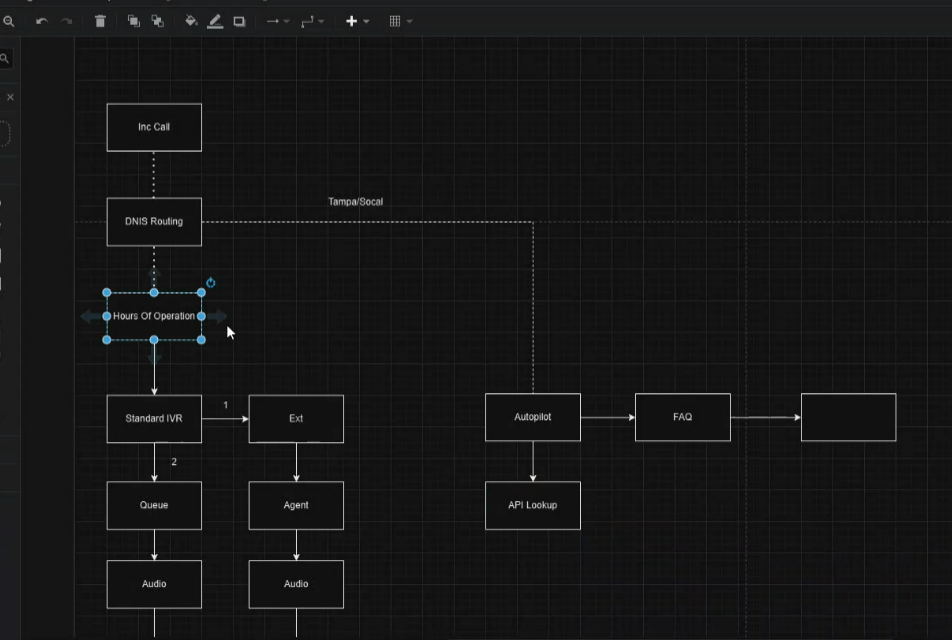 Inc Call
Tampa/Socal
DNIS Routing
Hours Of Operation
1
Standard IVR
Ext
Autopilot
FAQ
2
Queue
Agent
API Lookup
Audio
Audio